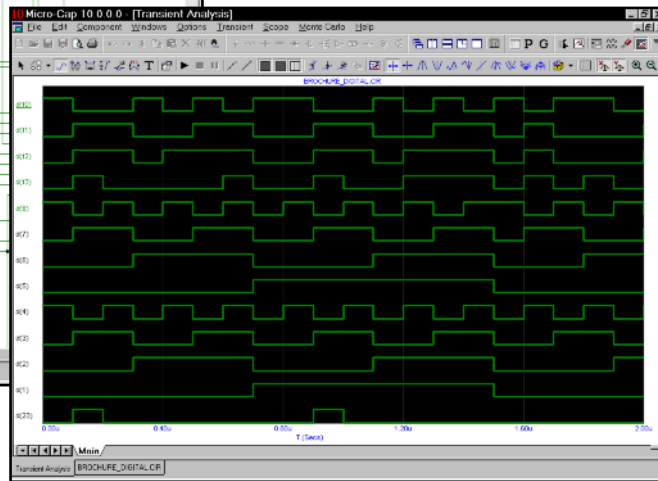 Micro-Cap 10.0.0.0 - [Transient Analysis]
File Edit Component Windows Options Transient Scope Monte Carlo Help
T
P G
BROCHURE_DIGITAL.CIR
d(10)
d(11)
d(12)
d(13)
d(8)
d(7)
d(6)
d(5)
d(4)
d(3)
d(2)
d(1)
d(23)
0.00u 0.40u 0.80u 1.20u 1.60u 2.00u
T (Secs)
Main
Transient Analysis BROCHURE_DIGITAL.CIR